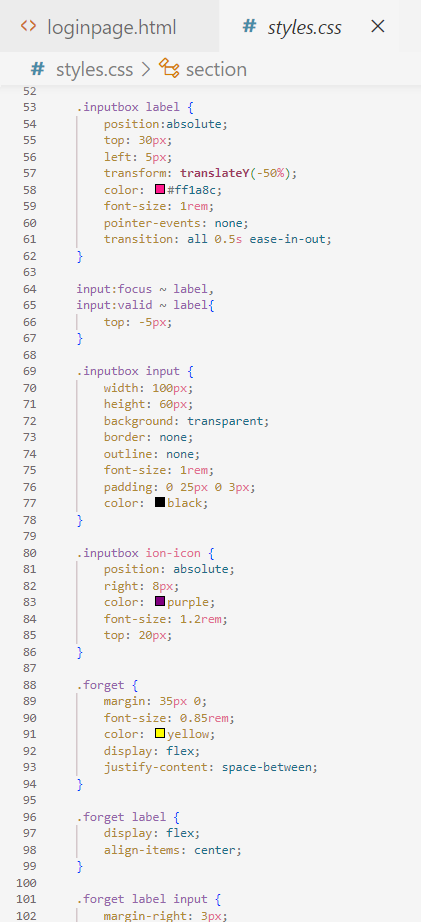 <> loginpage.html # styles.css ×
# styles.css > section
52
53 .inputbox label {
54 position:absolute;
55 top: 30px;
56 left: 5px;
57 transform: translateY(-50%);
58 color: #ff1a8c;
59 font-size: 1rem;
60 pointer-events: none;
61 transition: all 0.5s ease-in-out;
62 }
63
64 input:focus ~ label,
65 input:valid ~ label{
66 top: -5px;
67 }
68
69 .inputbox input {
70 width: 100px;
71 height: 60px;
72 background: transparent;
73 border: none;
74 outline: none;
75 font-size: 1rem;
76 padding: 0 25px 0 3px;
77 color: black;
78 }
79
80 .inputbox ion-icon {
81 position: absolute;
82 right: 8px;
83 color: purple;
84 font-size: 1.2rem;
85 top: 20px;
86 }
87
88 .forget {
89 margin: 35px 0;
90 font-size: 0.85rem;
91 color: yellow;
92 display: flex;
93 justify-content: space-between;
94 }
95
96 .forget label {
97 display: flex;
98 align-items: center;
99 }
100
101 .forget label input {
102 margin-right: 3px;